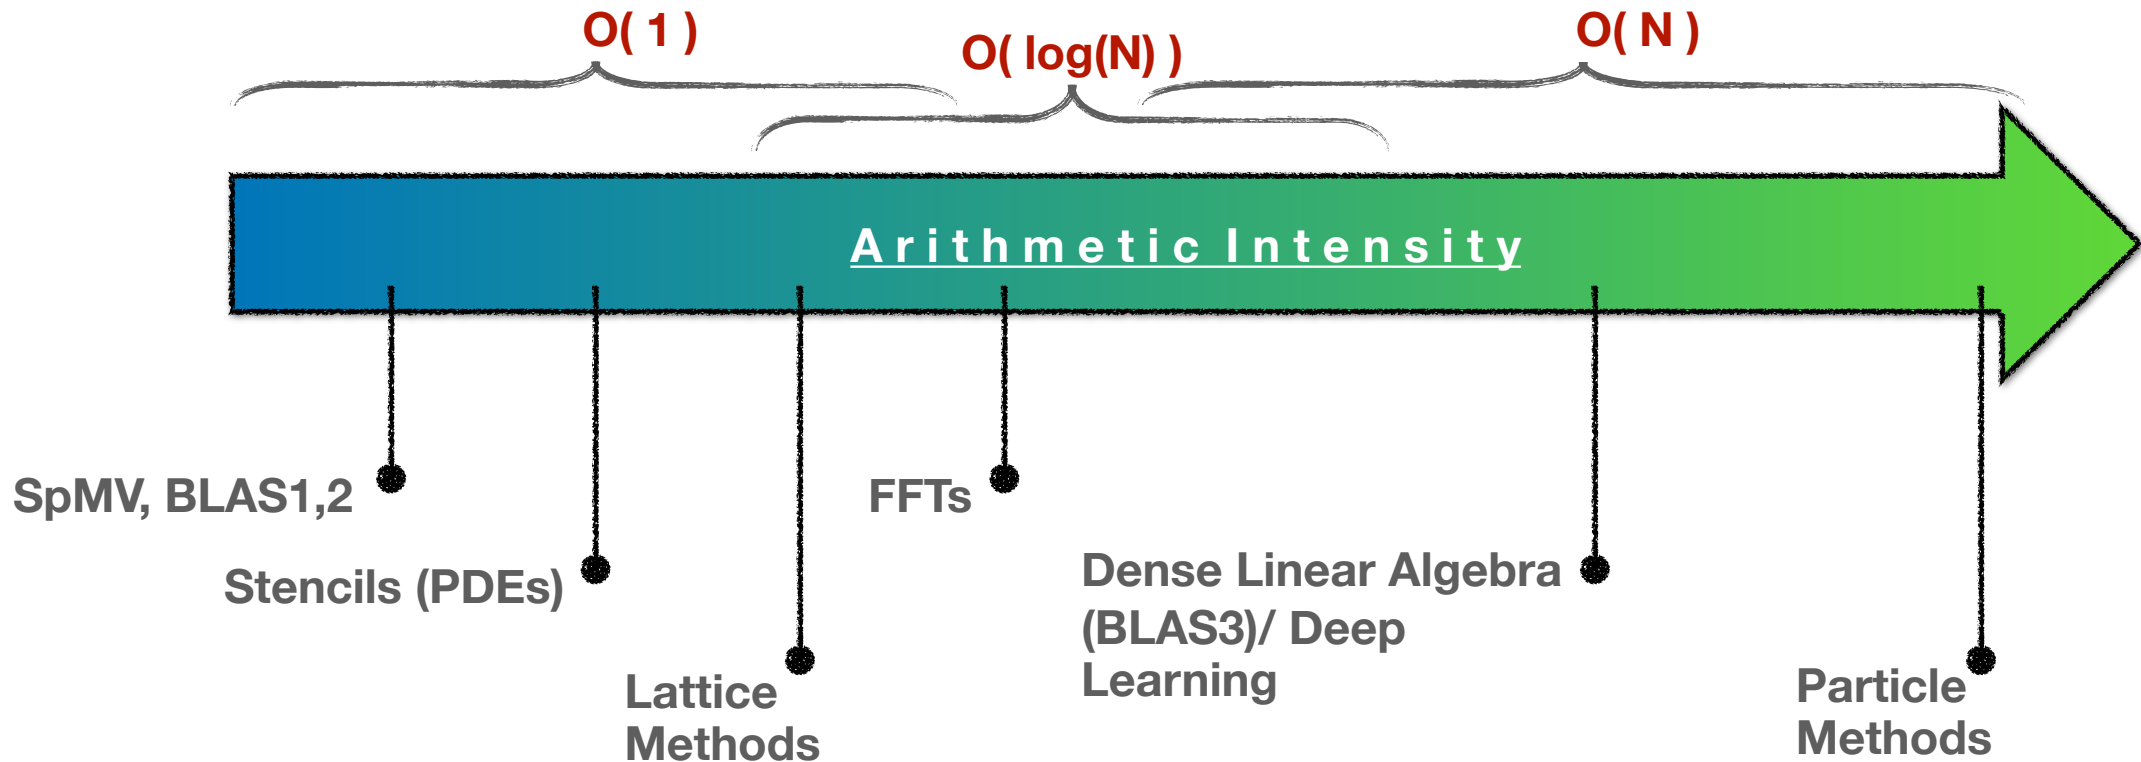 O( 1 )
O( log(N) )
O( N )
Arithmetic Intensity
SpMV, BLAS1,2
Stencils (PDEs)
Lattice
Methods
FFTs
Dense Linear Algebra
(BLAS3)/ Deep
Learning
Particle
Methods